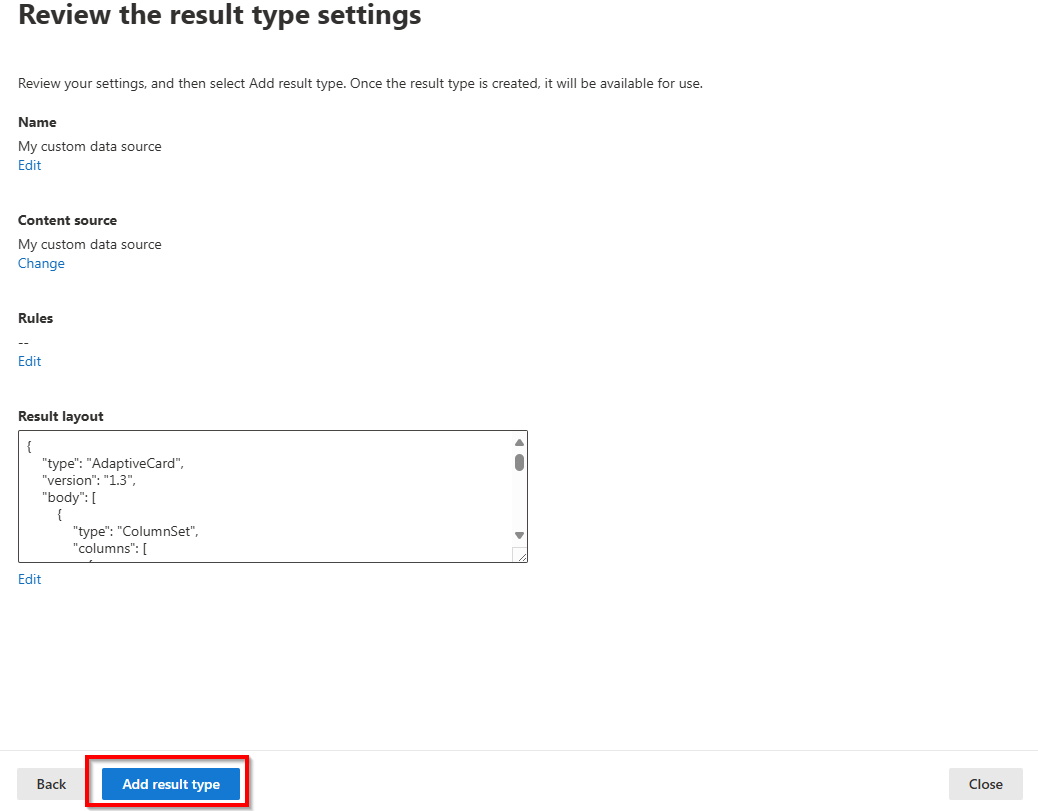 Review the result type settings
Review your settings, and then select Add result type. Once the result type is created, it will be available for use.
Name
My custom data source
Edit
Content source
My custom data source
Change
Rules
--
Edit
Result layout
{
"type": "AdaptiveCard",
"version": "1.3",
"body": [
{
"type": "ColumnSet",
"columns": [
Edit
Back
Add result type
Close